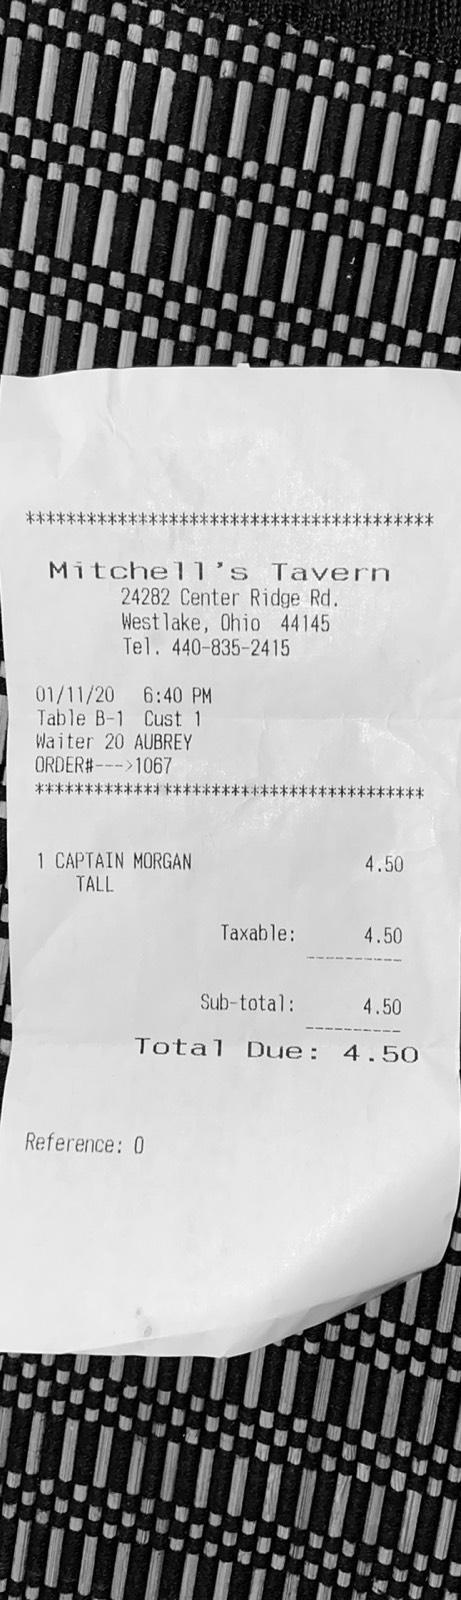 ****************************************
Mitchell's Tavern
24282 Center Ridge Rd.
Westlake, Ohio 44145
Tel. 440-835-2415
01/11/20 6:40 PM
Table B-1 Cust 1
Waiter 20 AUBREY
ORDER#--->1067
****************************************
1 CAPTAIN MORGAN 4.50
TALL
Taxable: 4.50
----------
Sub-total: 4.50
----------
Total Due: 4.50
Reference: 0